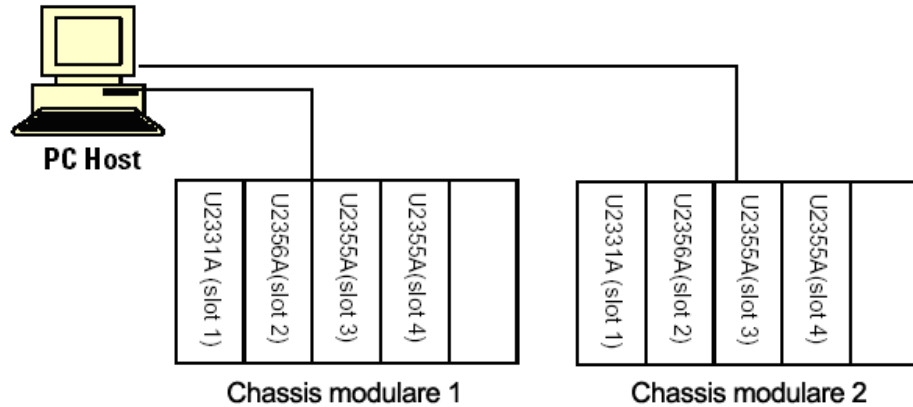 PC Host
U2331A (slot 1)
U2356A(slot 2)
U2355A(slot 3)
U2355A(slot 4)
U2331A (slot 1)
U2356A(slot 2)
U2355A(slot 3)
U2355A(slot 4)
Chassis modulare 1
Chassis modulare 2